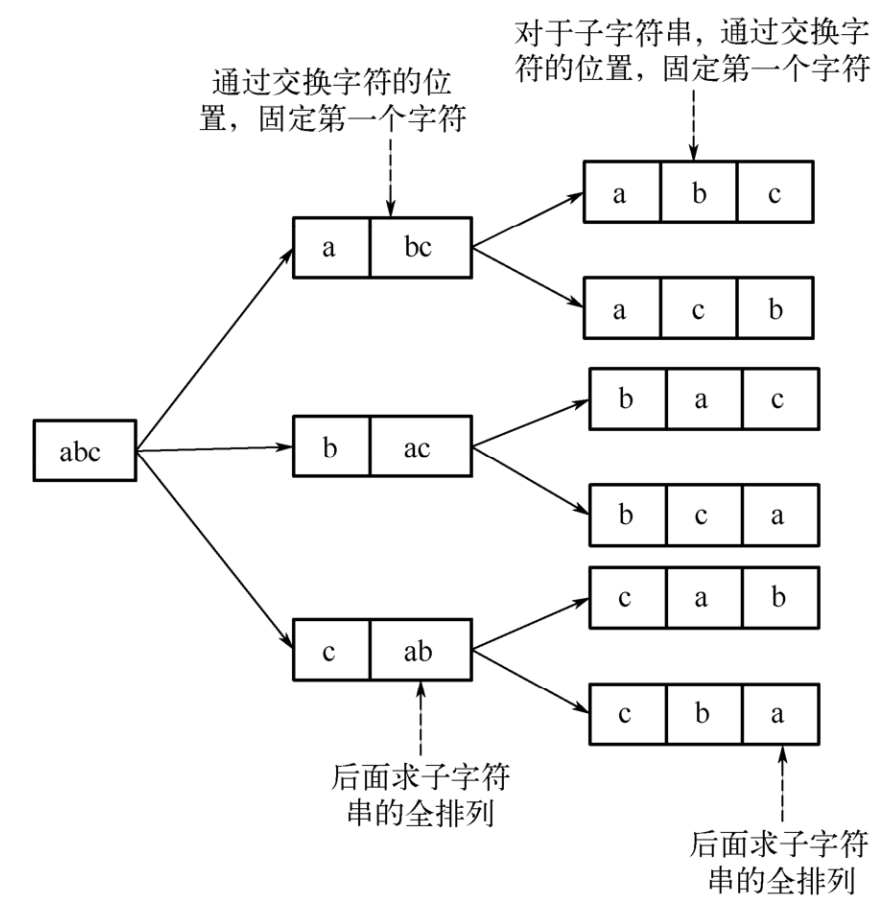 对于子字符串，通过交换字
符的位置，固定第一个字符
通过交换字符的位
置，固定第一个字符
a b c
a bc
a c b
b a c
abc
b ac
b c a
c a b
c ab
c b a
后面求子字符
串的全排列
后面求子字符
串的全排列